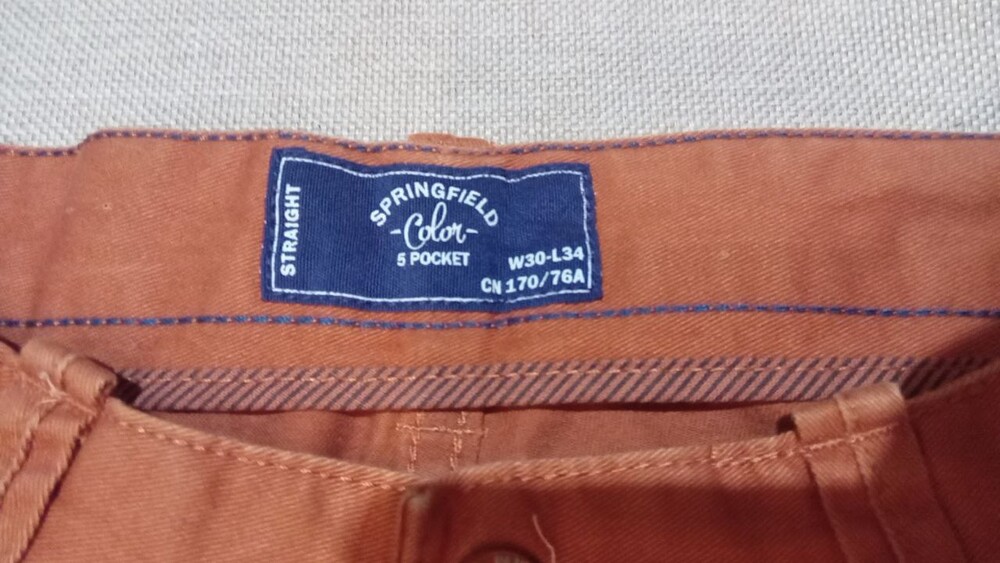 STRAIGHT
SPRINGFIELD
-Color-
5 POCKET
W30-L34
CN 170/76A